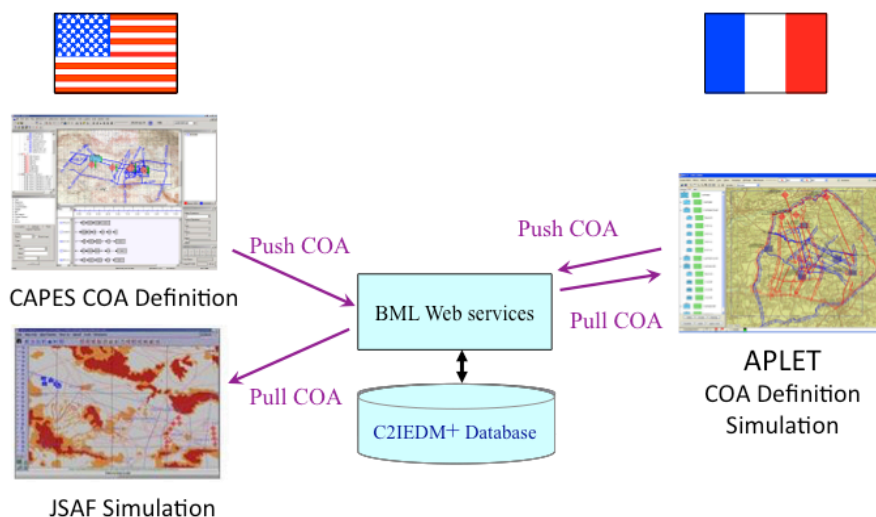 Push COA
Push COA
CAPES COA Definition
BML Web services
Pull COA
Pull COA
APLET
COA Definition
Simulation
C2IEDM+ Database
JSAF Simulation